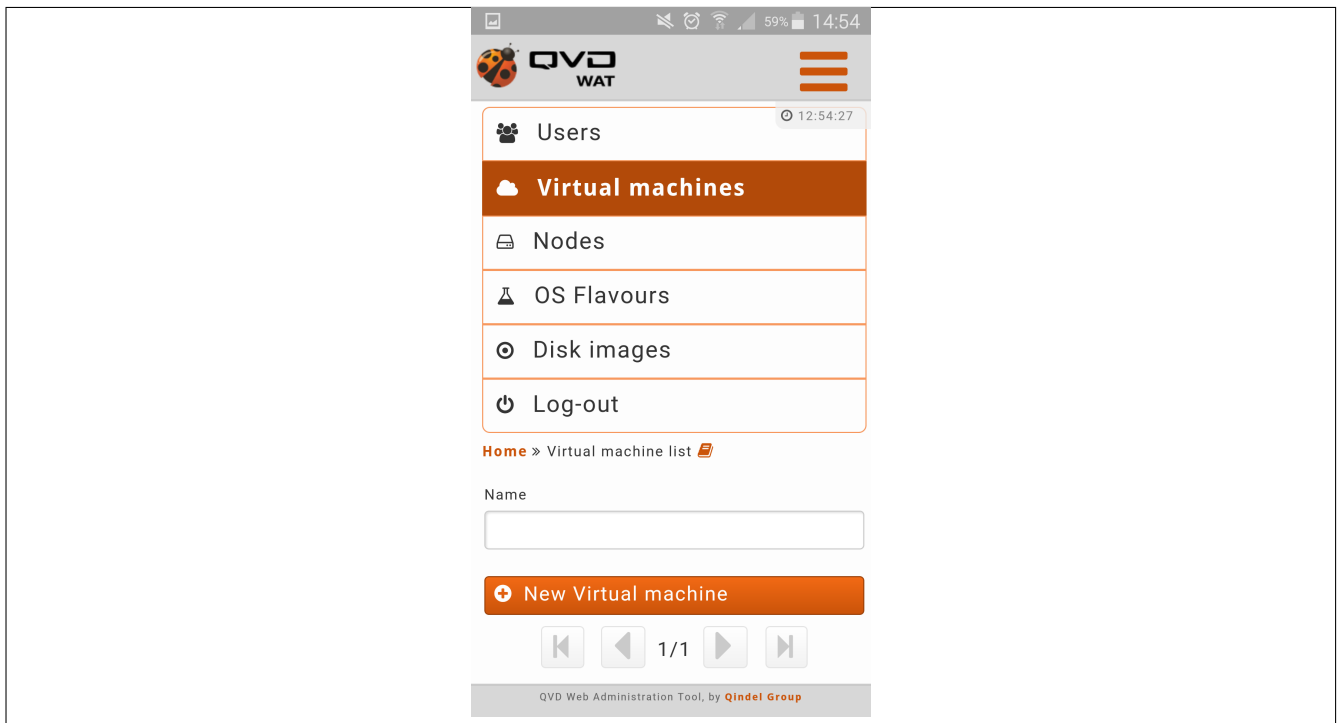 59% 14:54
QVD
WAT
12:54:27
Users
Virtual machines
Nodes
OS Flavours
Disk images
Log-out
Home » Virtual machine list
Name
New Virtual machine
1/1
QVD Web Administration Tool, by Qindel Group